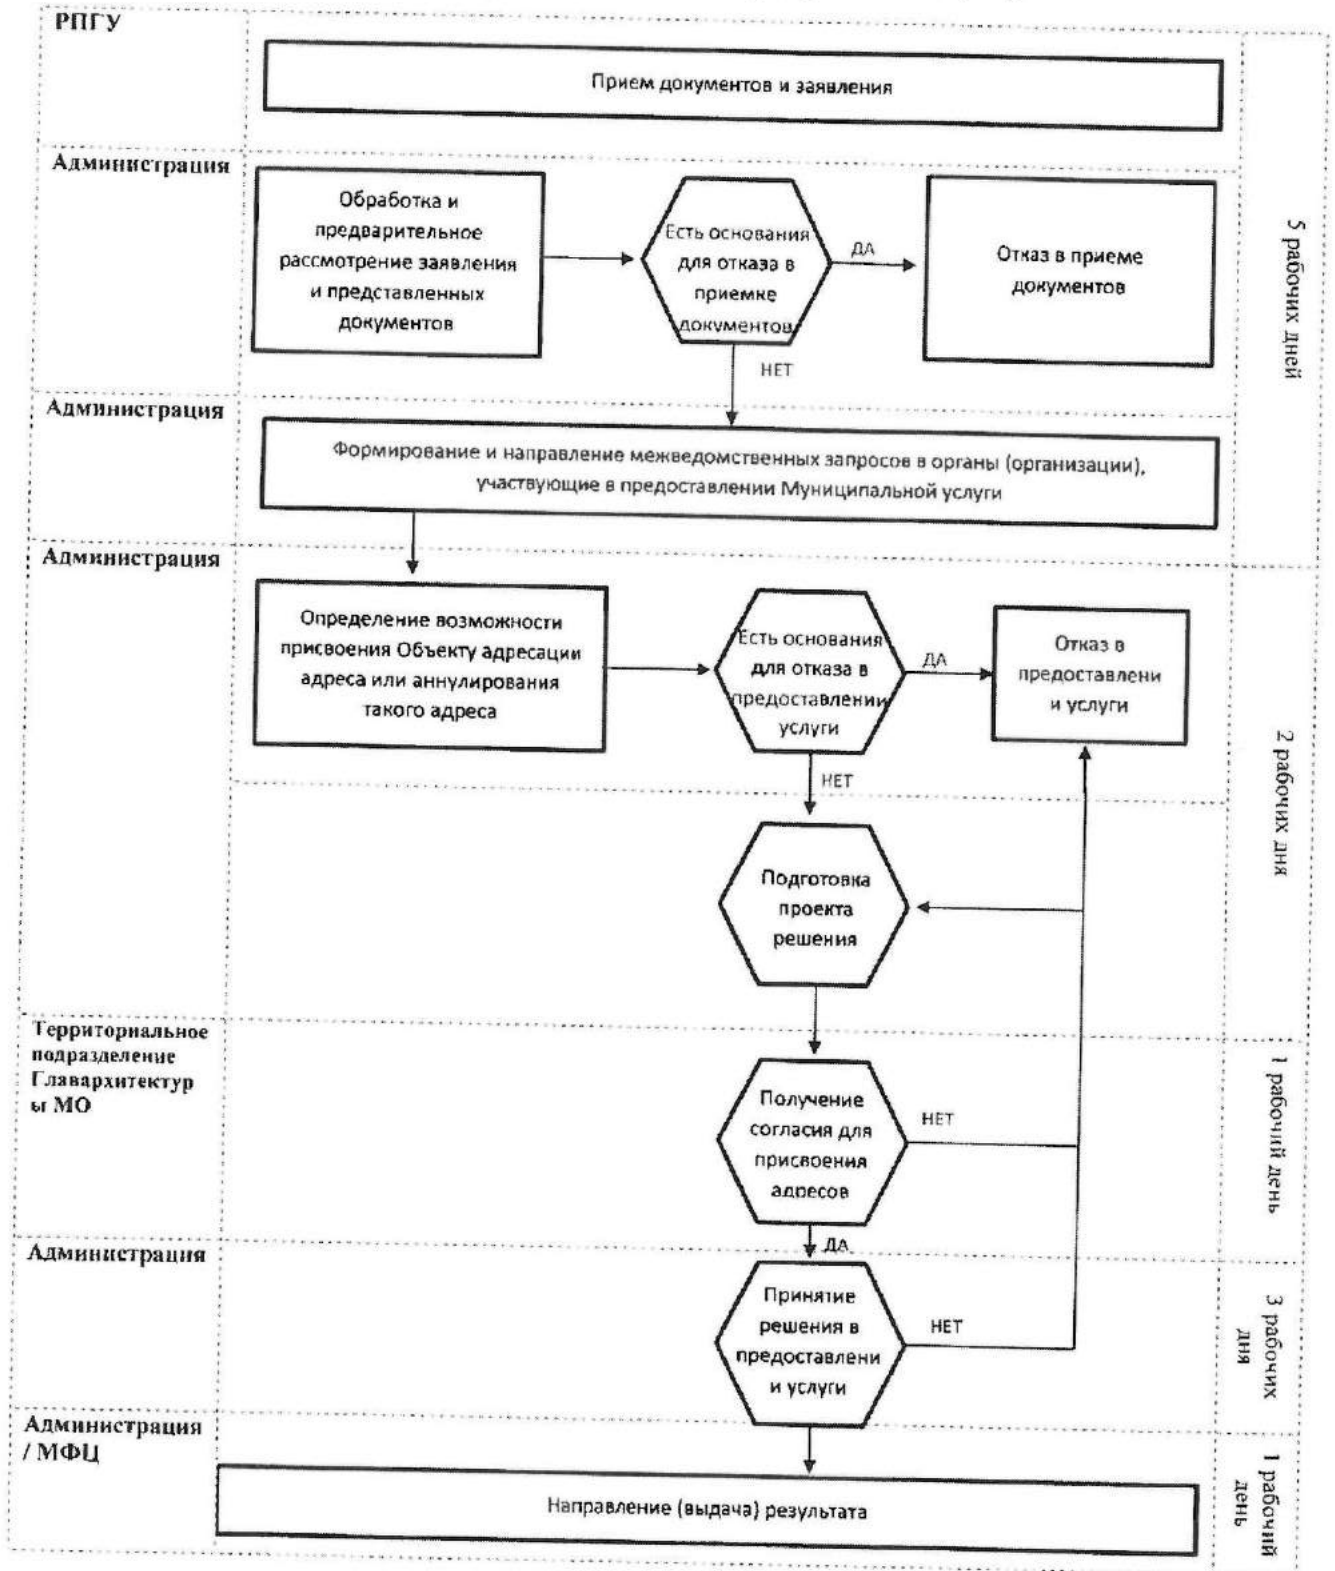 РПГУ
Прием документов и заявления
Администрация
Обработка и
предварительное
рассмотрение заявления
и представленных
документов
Есть основания
для отказа в
приемке
документов
ДА
Отказ в приеме
документов
НЕТ
5 рабочих дней
Администрация
Формирование и направление межведомственных запросов в органы (организации),
участвующие в предоставлении Муниципальной услуги
Администрация
Определение возможности
присвоения Объекту адресации
адреса или аннулирования
такого адреса
Есть основания
для отказа в
предоставлении
услуги
ДА
Отказ в
предоставлени
и услуги
НЕТ
2 рабочих дня
Подготовка
проекта
решения
Территориальное
подразделение
Главархитектур
ы МО
Получение
согласия для
присвоения
адресов
НЕТ
1 рабочий день
ДА
Администрация
Принятие
решения в
предоставлени
и услуги
НЕТ
3 рабочих
дня
Администрация
/ МФЦ
Направление (выдача) результата
1 рабочий
день